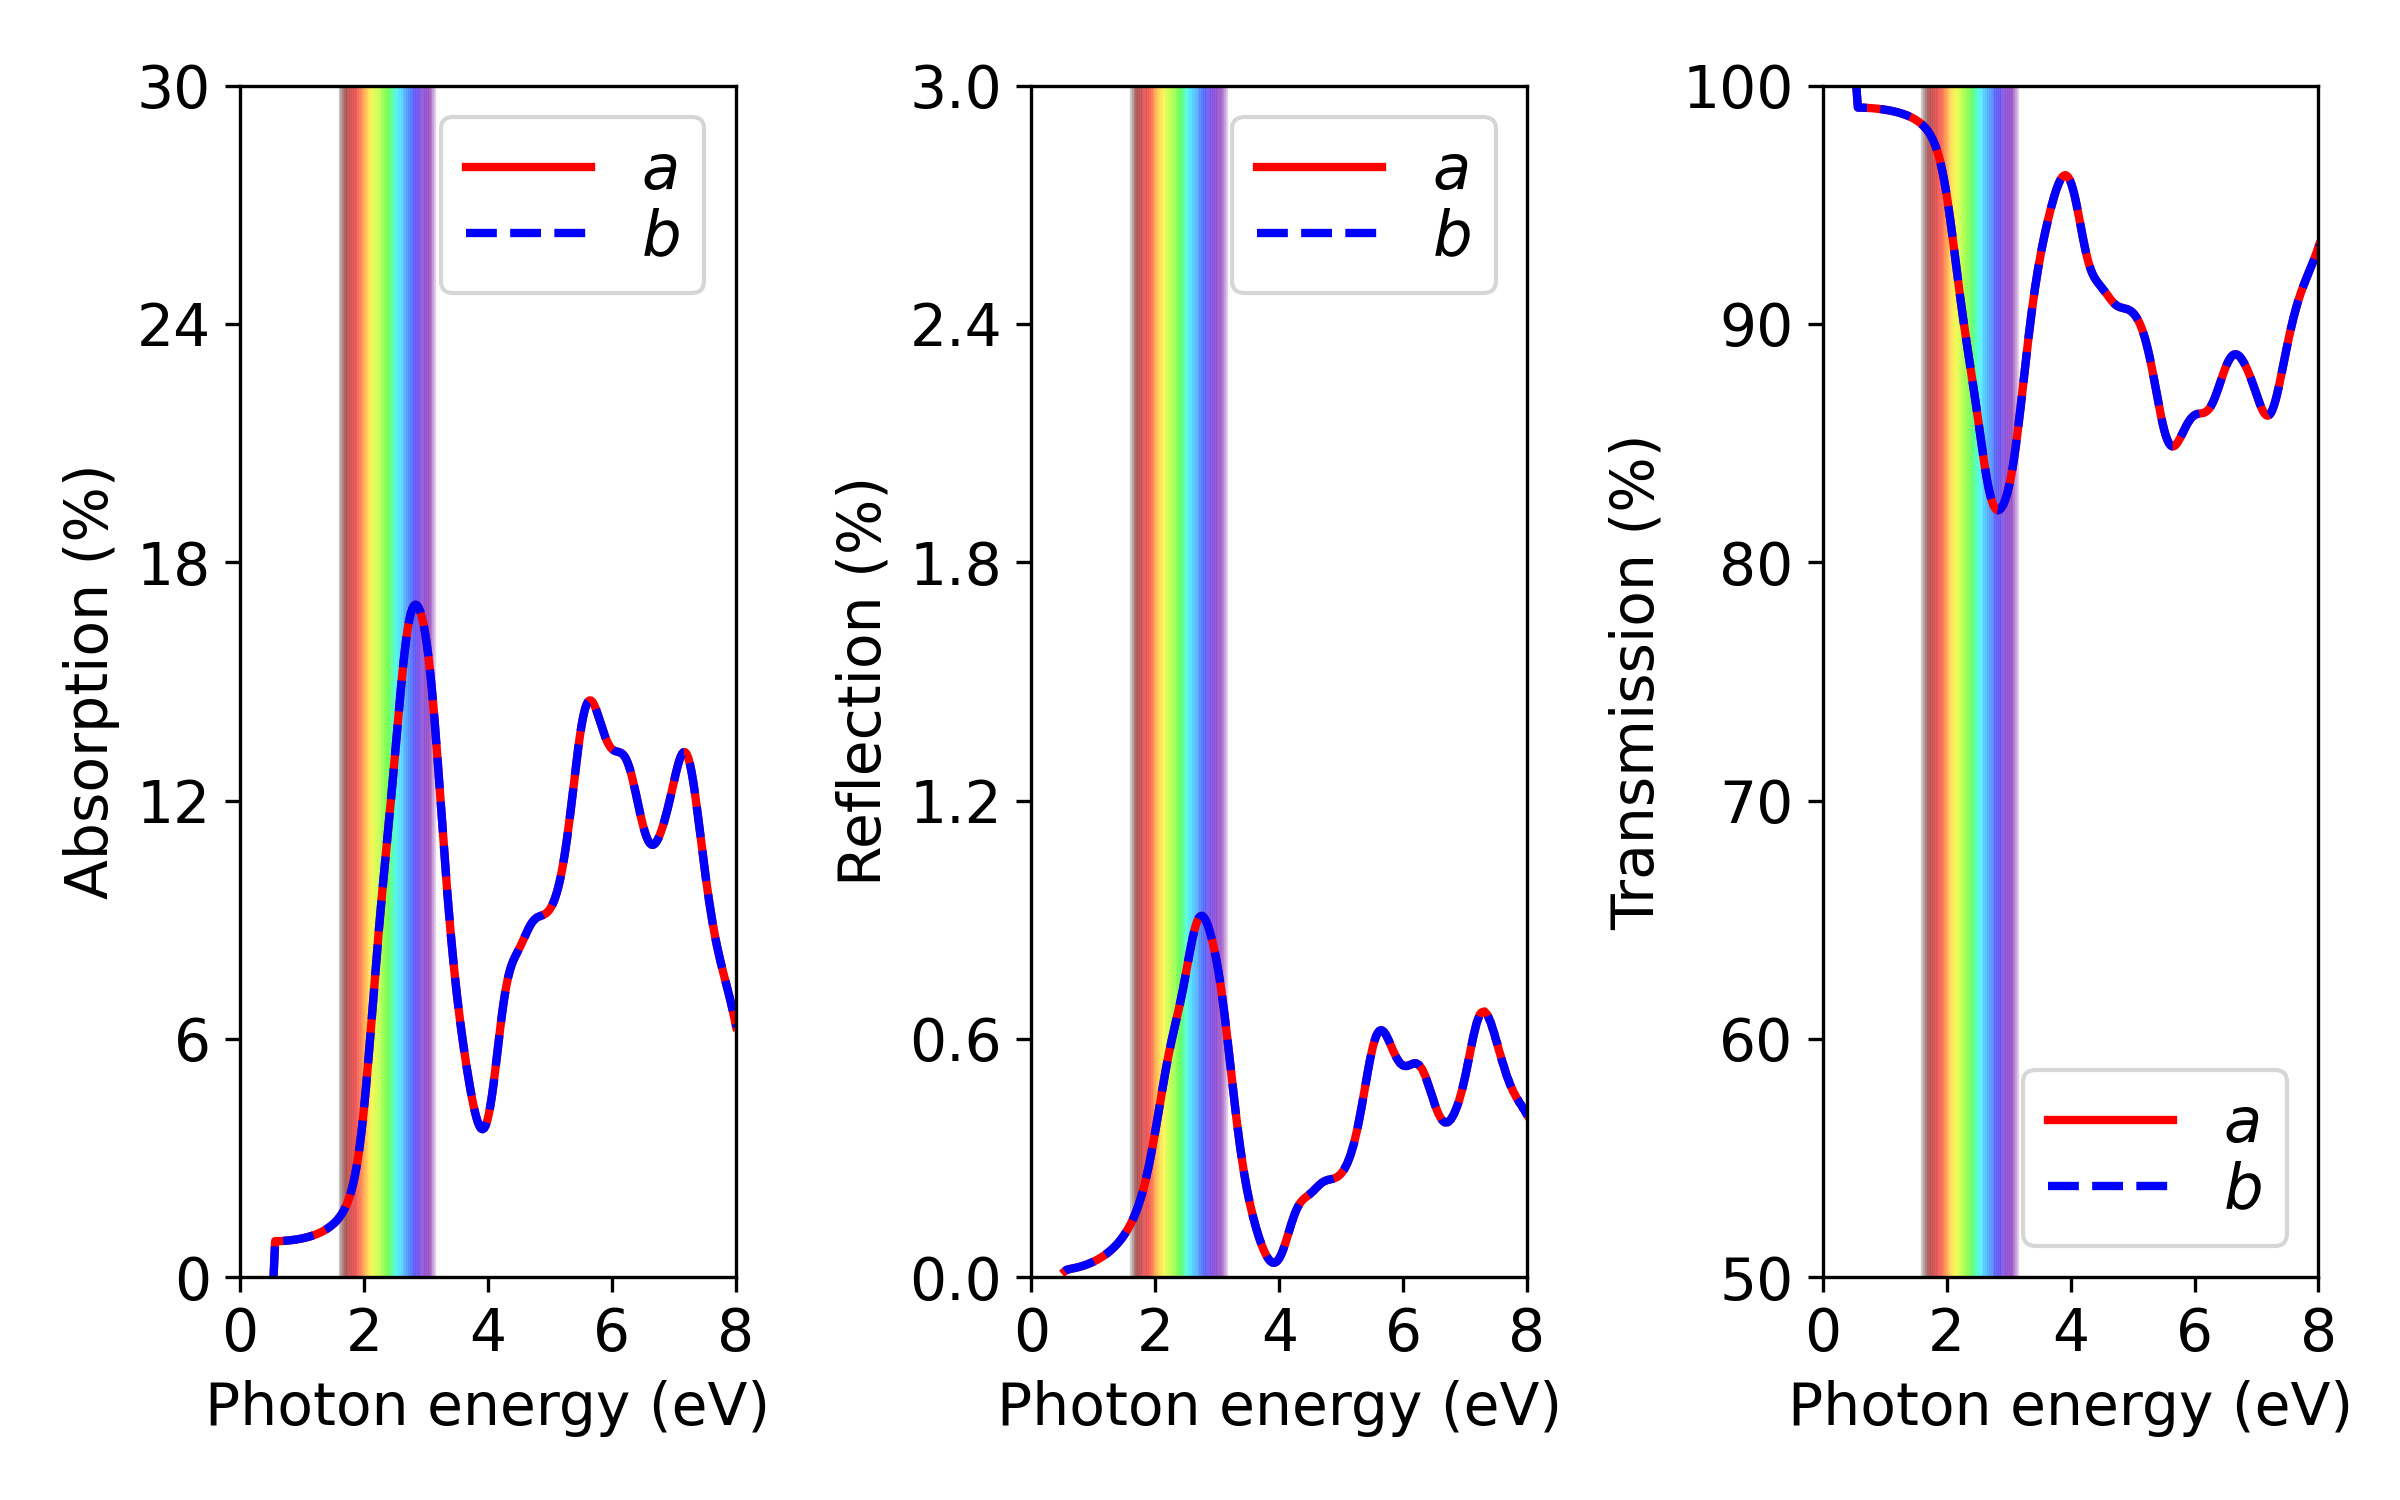 Absorption (%)
30
24
18
12
6
0
0 2 4 6 8
Photon energy (eV)
a
b
Reflection (%)
3.0
2.4
1.8
1.2
0.6
0.0
0 2 4 6 8
Photon energy (eV)
a
b
Transmission (%)
100
90
80
70
60
50
0 2 4 6 8
Photon energy (eV)
a
b